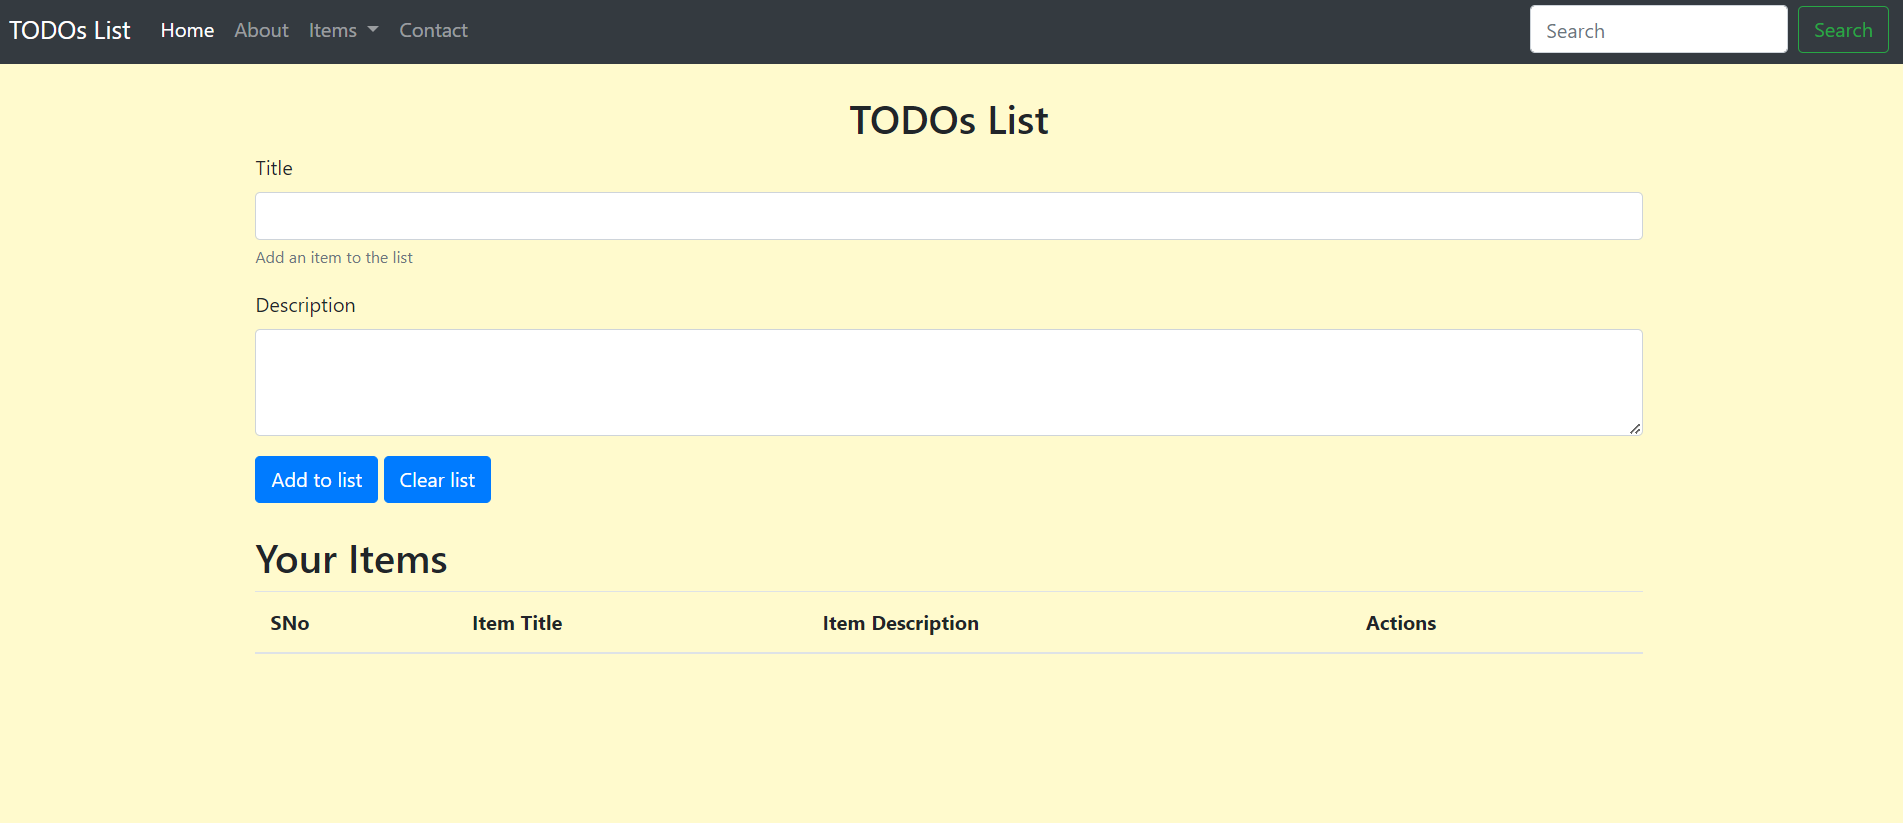 TODOs List Home About Items Contact Search Search
TODOs List
Title
Add an item to the list
Description
Add to list Clear list
Your Items
SNo Item Title Item Description Actions